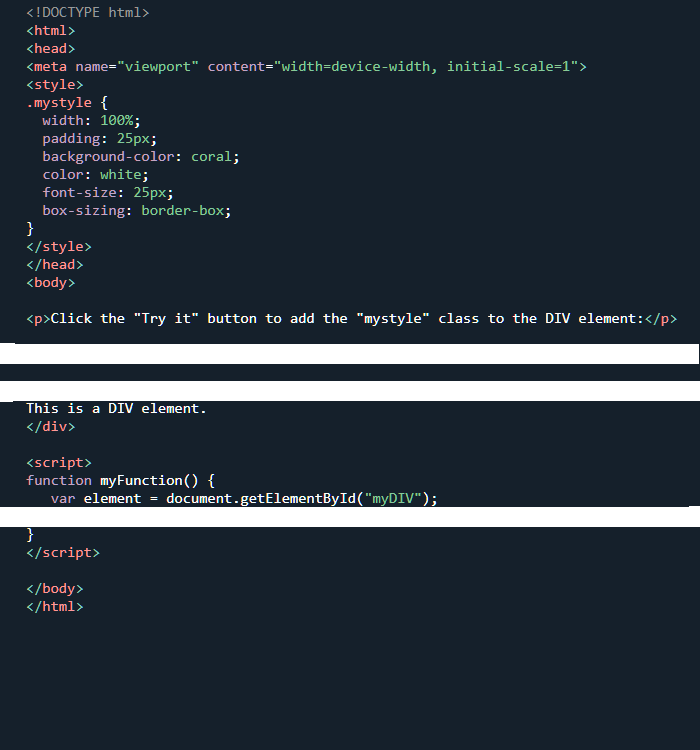 <!DOCTYPE html>
<html>
<head>
<meta name="viewport" content="width=device-width, initial-scale=1">
<style>
.mystyle {
  width: 100%;
  padding: 25px;
  background-color: coral;
  color: white;
  font-size: 25px;
  box-sizing: border-box;
}
</style>
</head>
<body>
<p>Click the "Try it" button to add the "mystyle" class to the DIV element:</p>
This is a DIV element.
</div>
<script>
function myFunction() {
   var element = document.getElementById("myDIV");
}
</script>
</body>
</html>